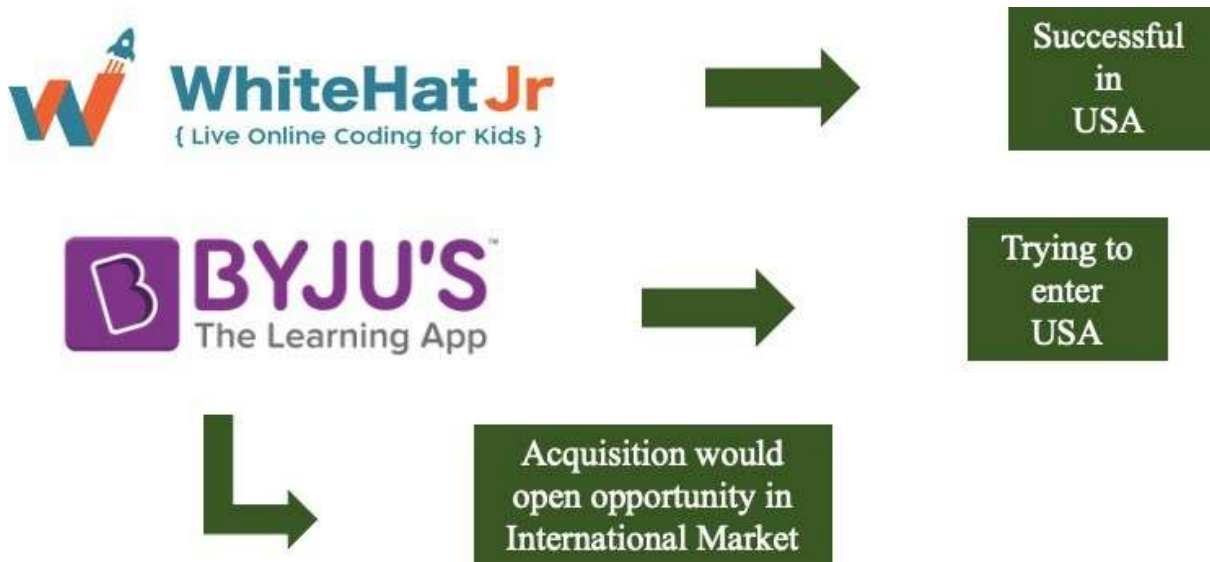 WhiteHat Jr
{ Live Online Coding for Kids }
Successful
in
USA
BYJU'S™
The Learning App
Trying to
enter
USA
Acquisition would
open opportunity in
International Market